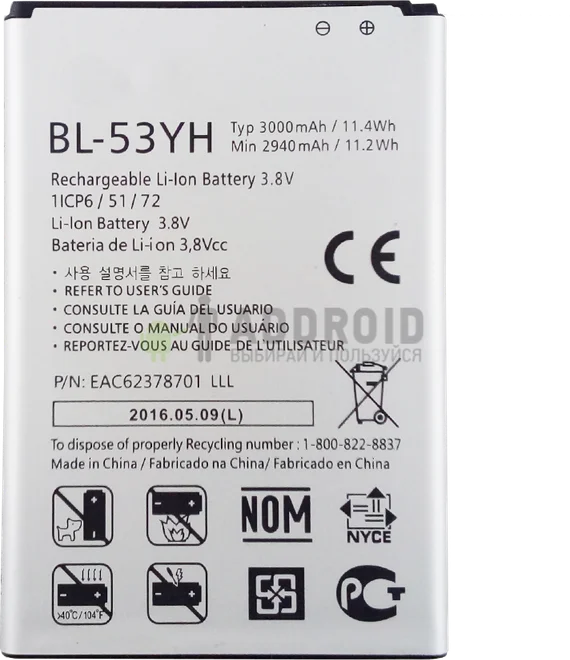 ⊖ ⊕
BL-53YH
Typ 3000mAh / 11.4Wh
Min 2940mAh / 11.2Wh
Rechargeable Li-Ion Battery 3.8V
1ICP6 / 51 / 72
Li-Ion Battery 3.8V
Bateria de Li-ion 3,8Vcc
CE
• 사용 설명서를 참고 하세요
• REFER TO USER'S GUIDE
• CONSULTE LA GUÍA DEL USUARIO
• CONSULTE O MANUAL DO USUÁRIO
• REPORTEZ-VOUS AU GUIDE DE L'UTILISATEUR
ADDROID
ВЫБИРАЙ И ПОЛЬЗУЙСЯ
P/N: EAC62378701 LLL
2016.05.09(L)
To dispose of properly Recycling number : 1-800-822-8837
Made in China / Fabricado na China/ Fabricado en China
NOM
NYCE
>40°C/104°F
РСТ